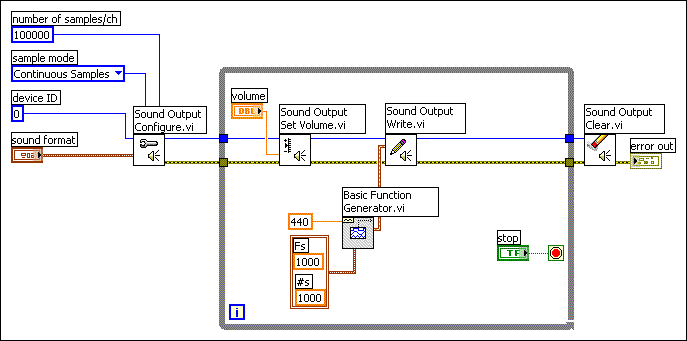 number of samples/ch
100000
sample mode
Continuous Samples
device ID
0
sound format
Sound Output
Configure.vi
volume
DBL
Sound Output
Set Volume.vi
Sound Output
Write.vi
Basic Function
Generator.vi
440
Fs
1000
#s
1000
stop
TF
i
Sound Output
Clear.vi
error out